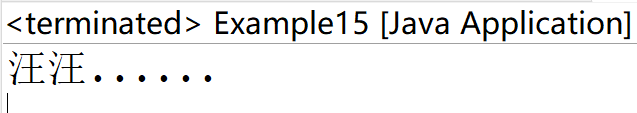 <terminated> Example15 [Java Application]
汪汪......